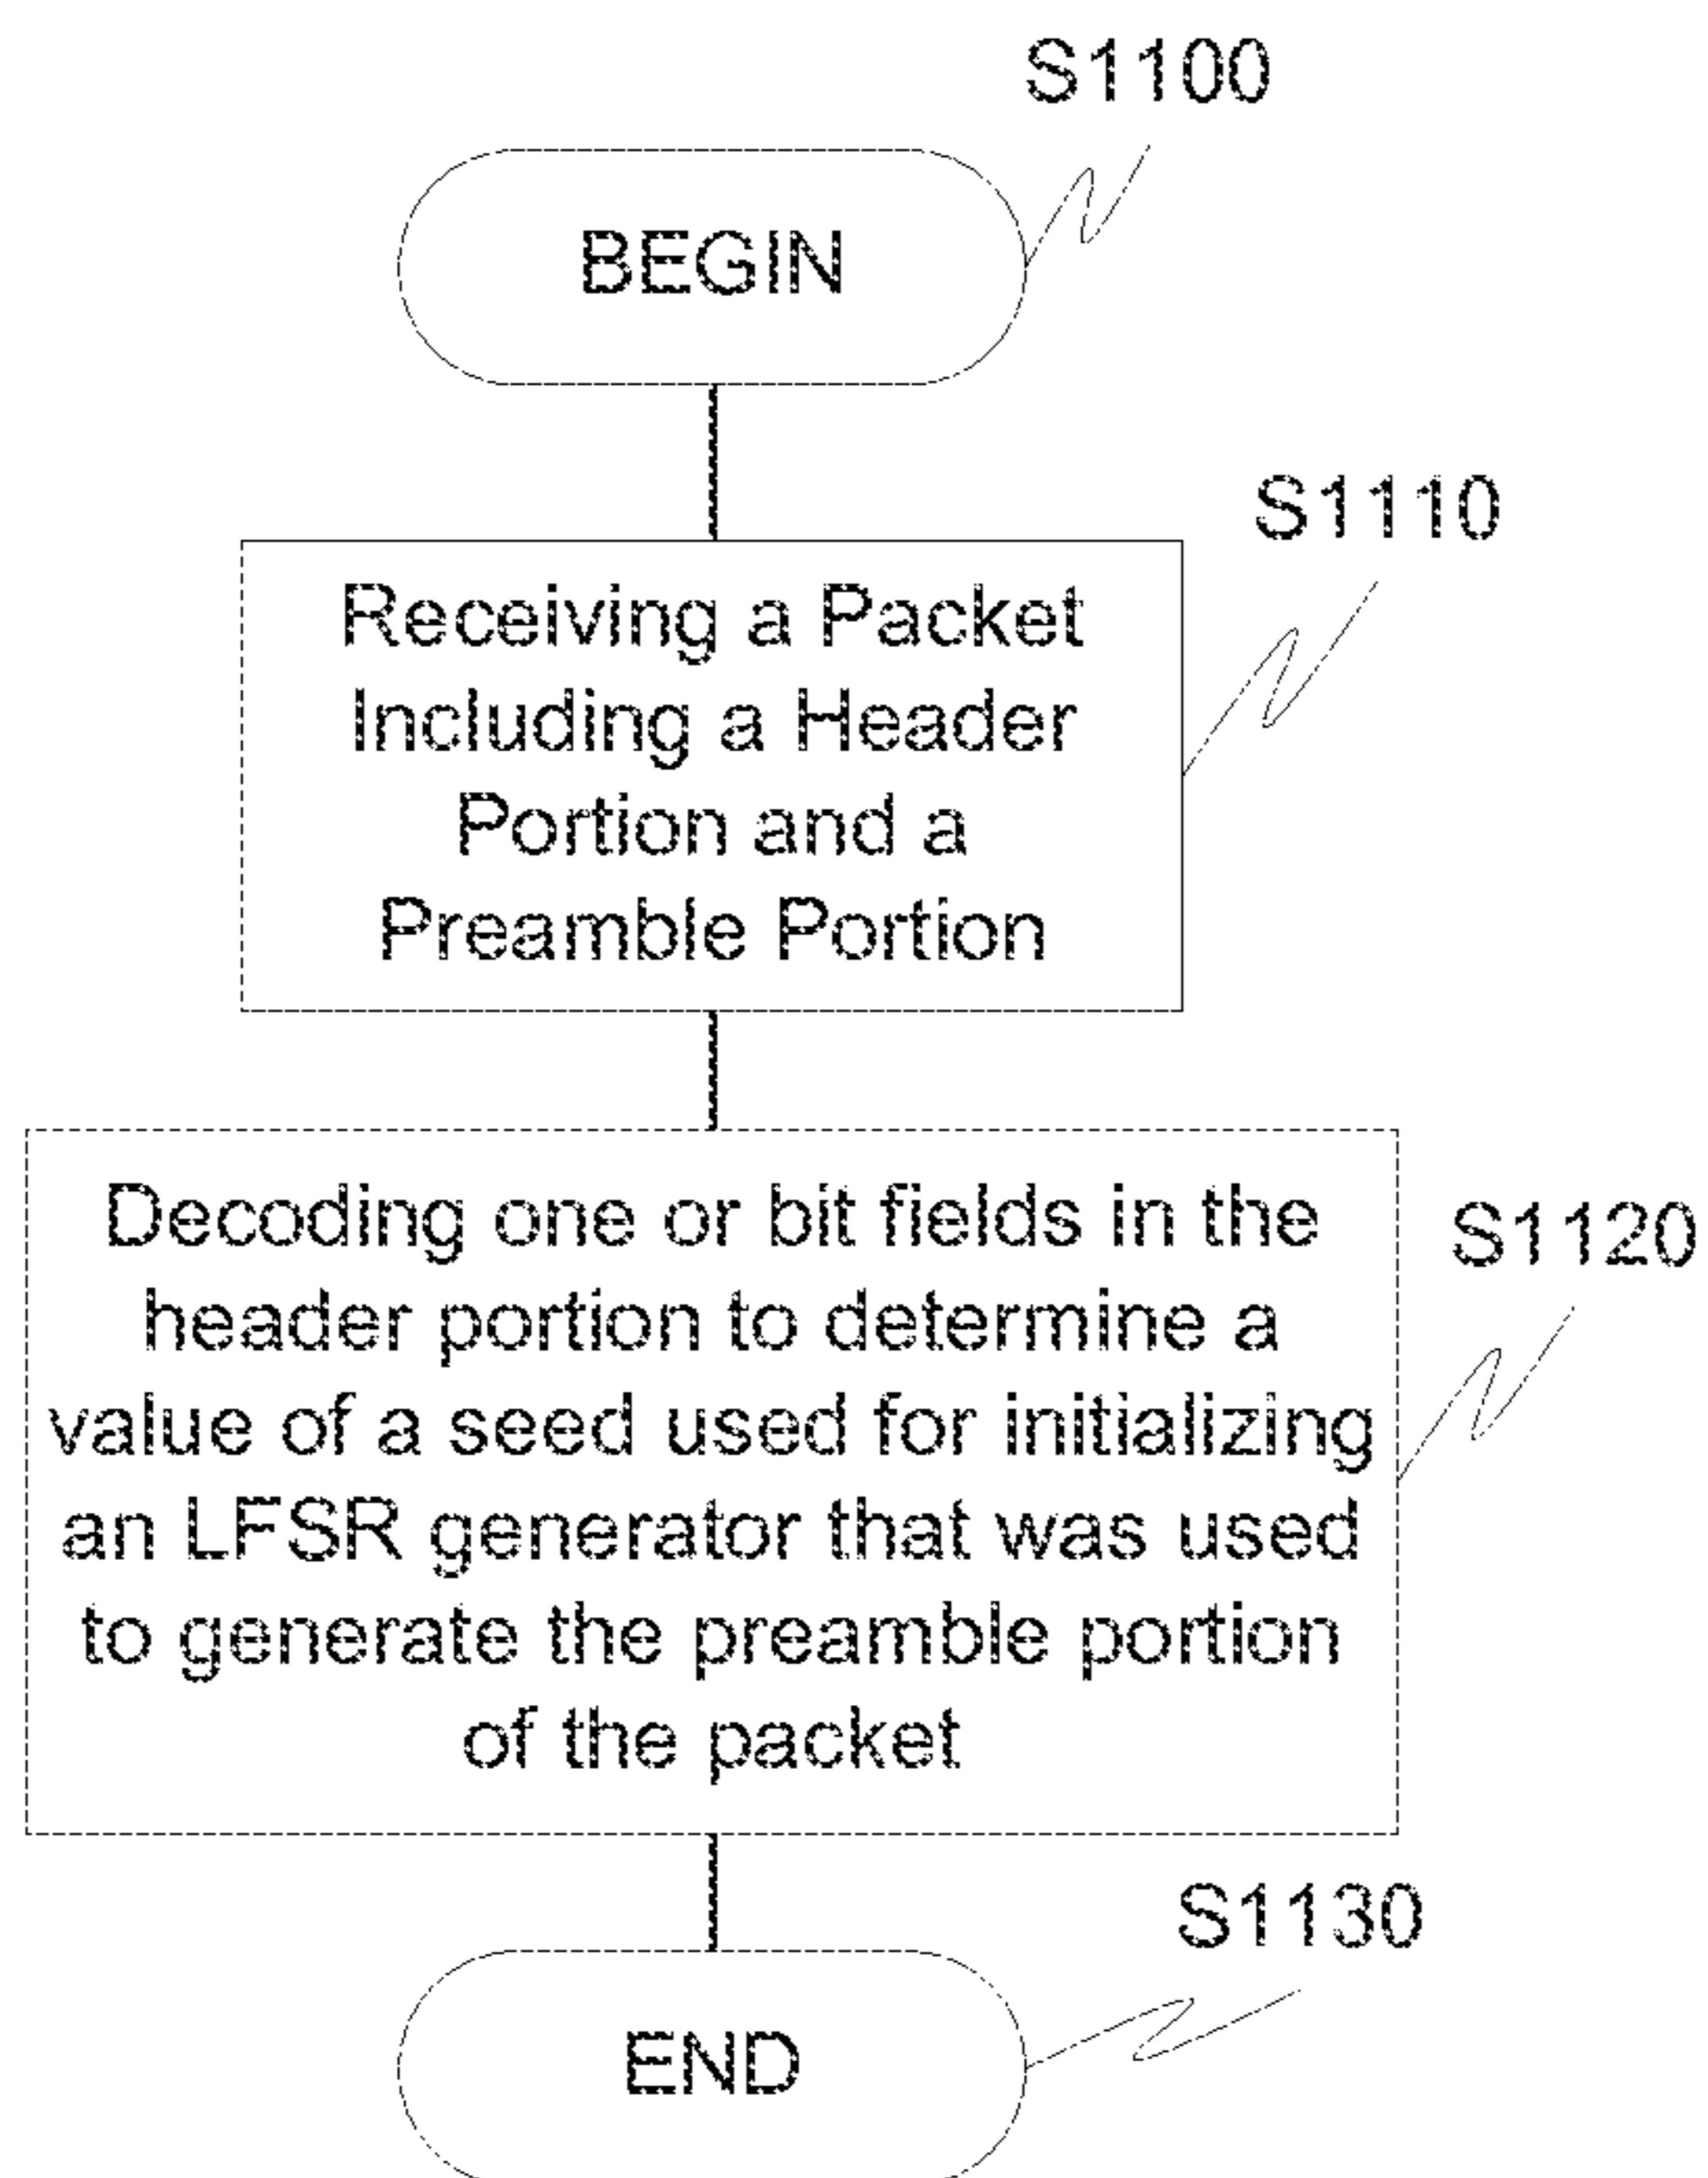 S1100
BEGIN
S1110
Receiving a Packet
Including a Header
Portion and a
Preamble Portion
S1120
Decoding one or bit fields in the
header portion to determine a
value of a seed used for initializing
an LFSR generator that was used
to generate the preamble portion
of the packet
S1130
END